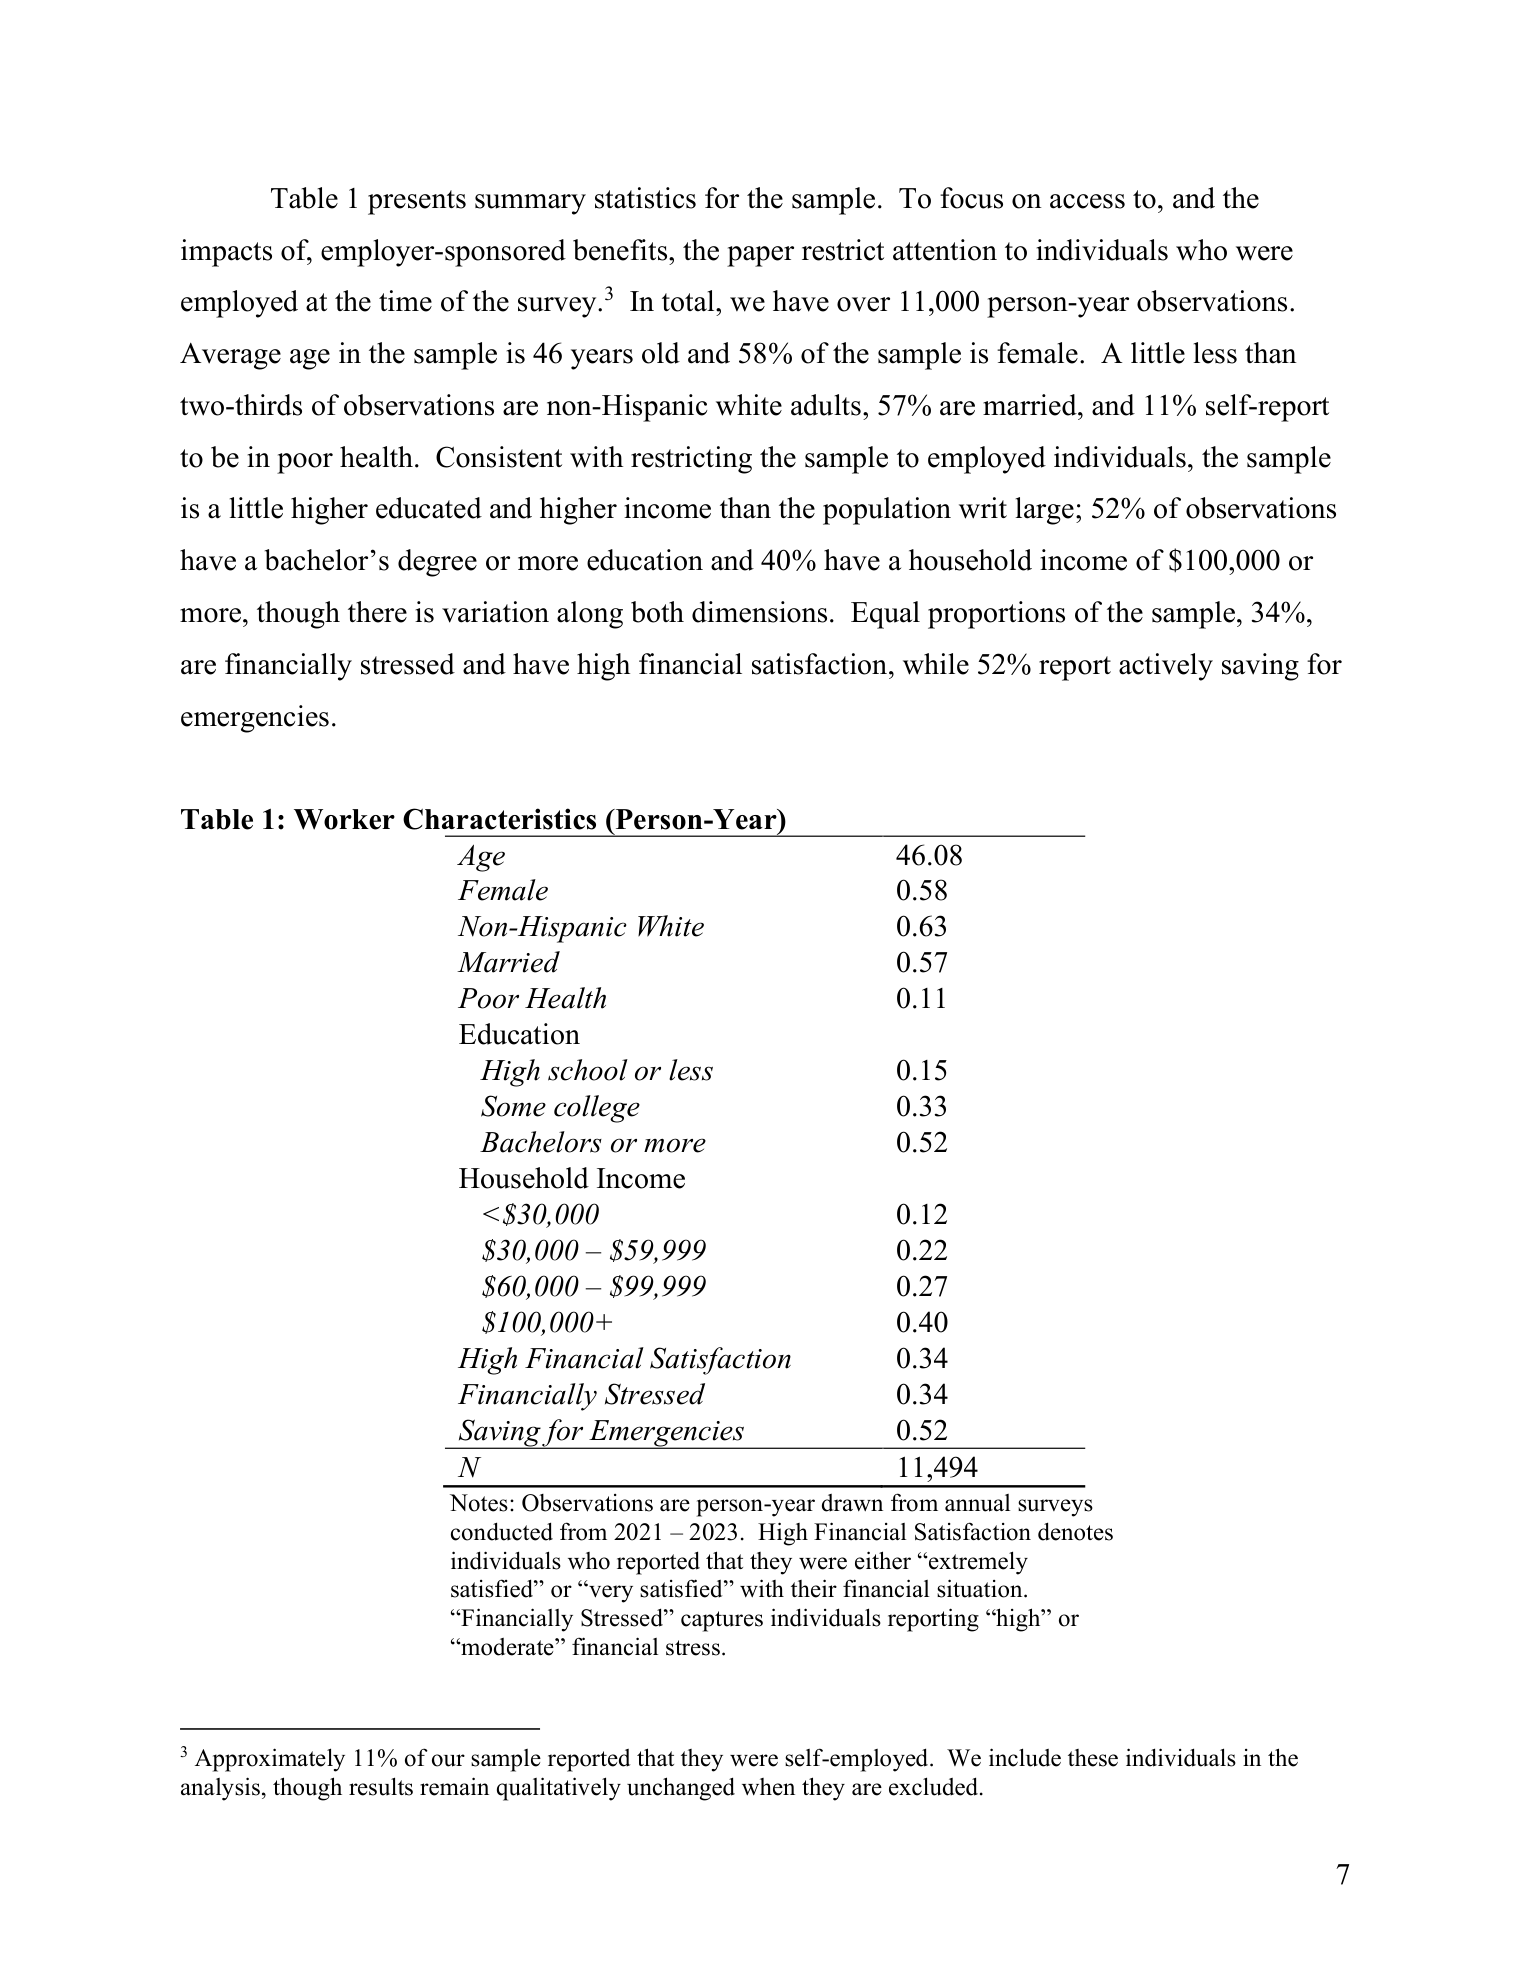 Table 1 presents summary statistics for the sample.  To focus on access to, and the
impacts of, employer-sponsored benefits, the paper restrict attention to individuals who were
employed at the time of the survey.³  In total, we have over 11,000 person-year observations.
Average age in the sample is 46 years old and 58% of the sample is female.  A little less than
two-thirds of observations are non-Hispanic white adults, 57% are married, and 11% self-report
to be in poor health.  Consistent with restricting the sample to employed individuals, the sample
is a little higher educated and higher income than the population writ large; 52% of observations
have a bachelor’s degree or more education and 40% have a household income of $100,000 or
more, though there is variation along both dimensions.  Equal proportions of the sample, 34%,
are financially stressed and have high financial satisfaction, while 52% report actively saving for
emergencies.
Table 1: Worker Characteristics (Person-Year)
Age 46.08
Female 0.58
Non-Hispanic White 0.63
Married 0.57
Poor Health 0.11
Education
High school or less 0.15
Some college 0.33
Bachelors or more 0.52
Household Income
<$30,000 0.12
$30,000 – $59,999 0.22
$60,000 – $99,999 0.27
$100,000+ 0.40
High Financial Satisfaction 0.34
Financially Stressed 0.34
Saving for Emergencies 0.52
N 11,494
Notes: Observations are person-year drawn from annual surveys
conducted from 2021 – 2023.  High Financial Satisfaction denotes
individuals who reported that they were either “extremely
satisfied” or “very satisfied” with their financial situation.
“Financially Stressed” captures individuals reporting “high” or
“moderate” financial stress.
³ Approximately 11% of our sample reported that they were self-employed.  We include these individuals in the
analysis, though results remain qualitatively unchanged when they are excluded.
7